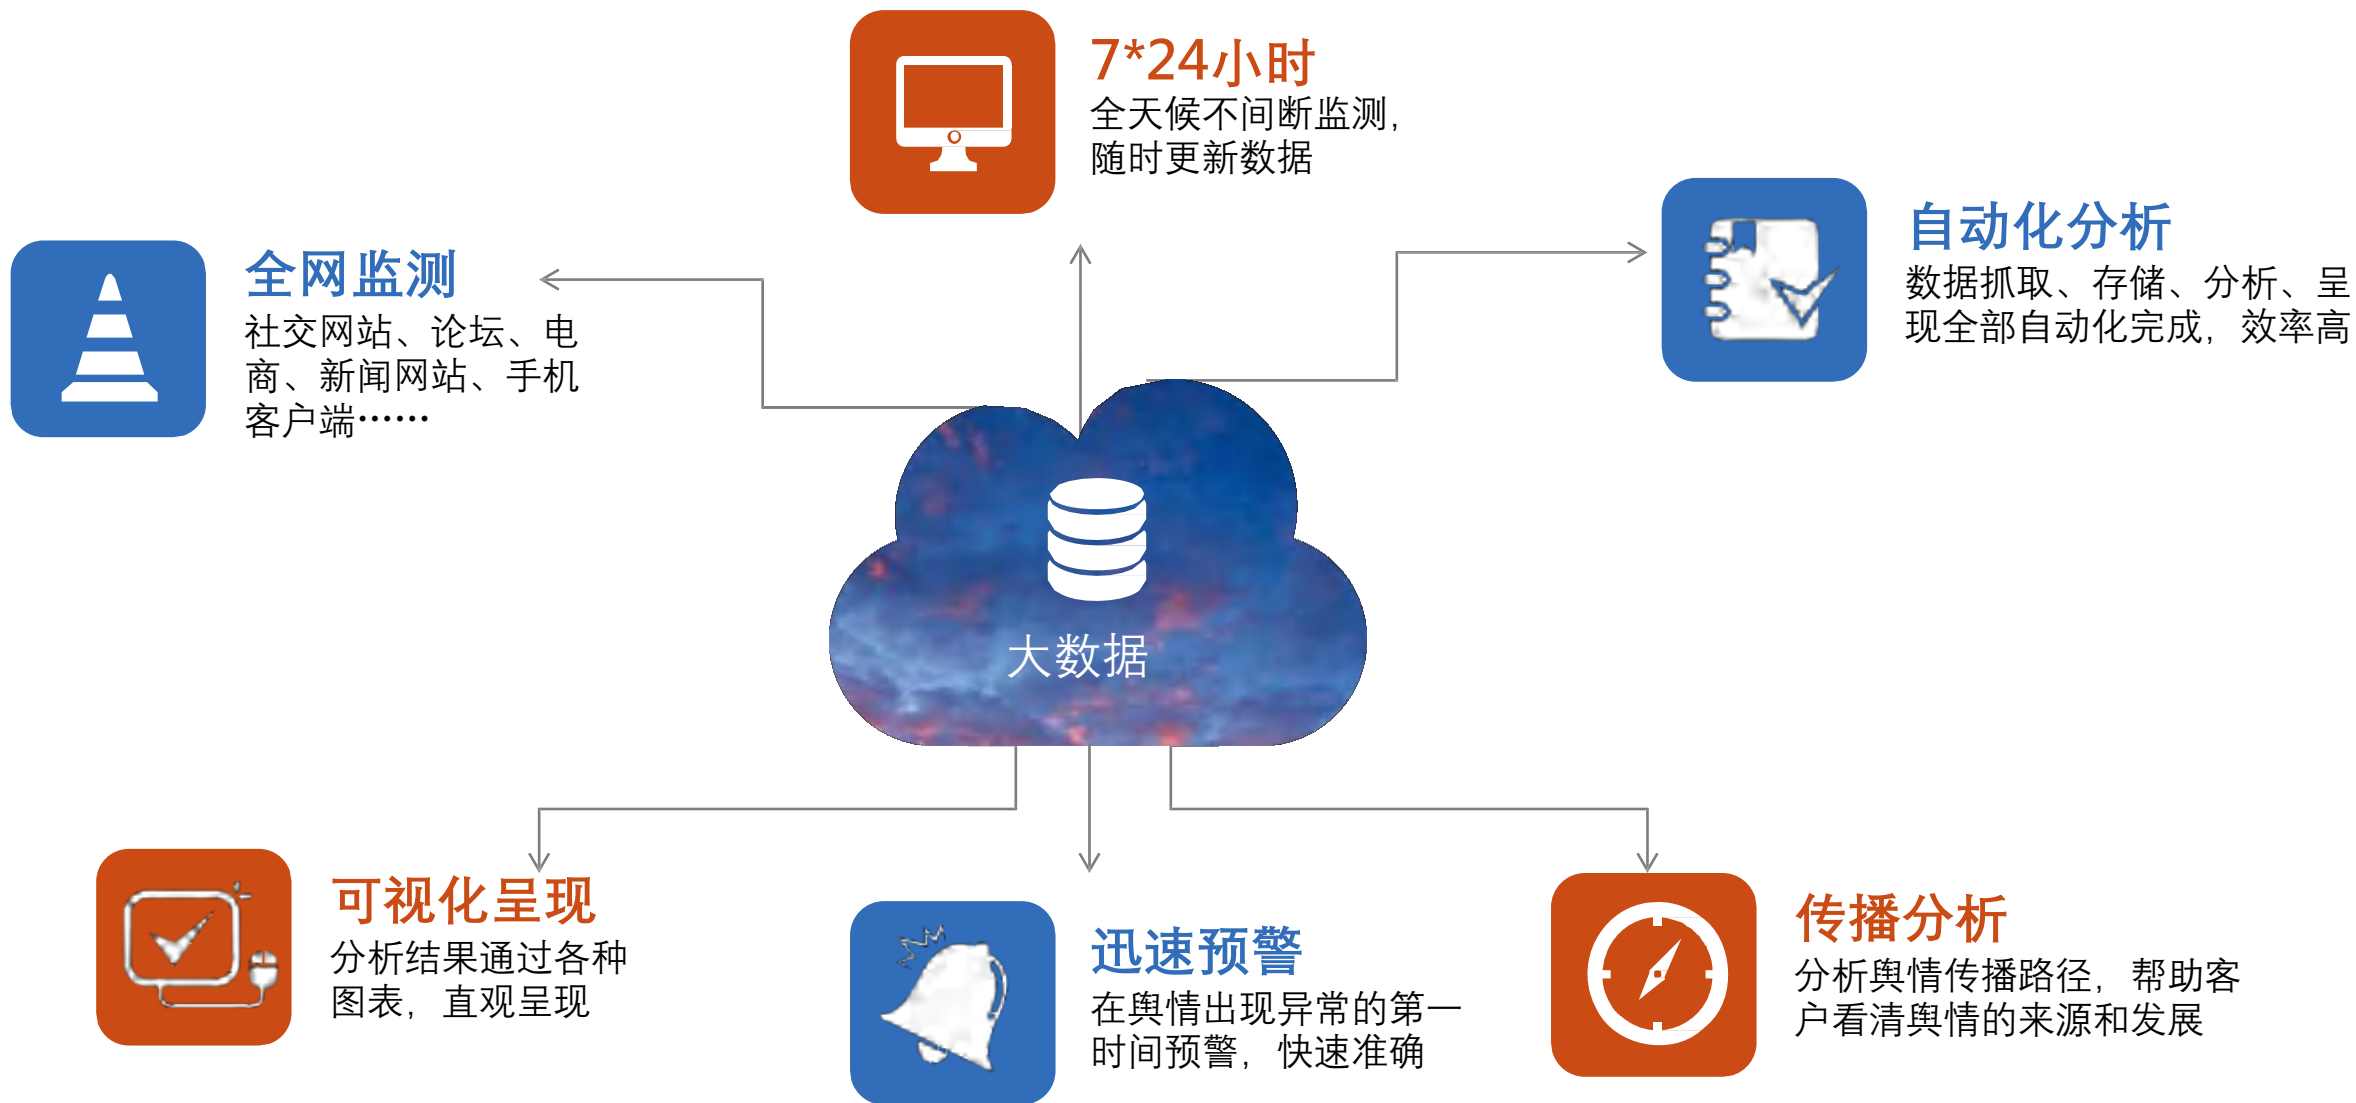 7*24小时
全天候不间断监测，
随时更新数据
自动化分析
数据抓取、存储、分析、呈
现全部自动化完成，效率高
全网监测
社交网站、论坛、电
商、新闻网站、手机
客户端……
大数据
可视化呈现
分析结果通过各种
图表，直观呈现
迅速预警
在舆情出现异常的第一
时间预警，快速准确
传播分析
分析舆情传播路径，帮助客
户看清舆情的来源和发展